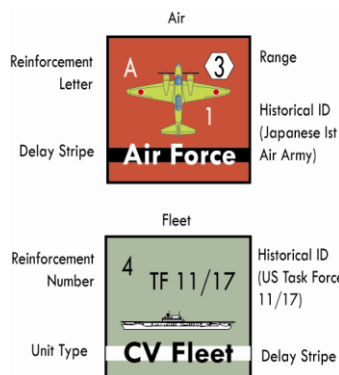 Air
Reinforcement
Letter
A
3
Range
1
Historical ID
(Japanese 1st
Air Army)
Delay Stripe
Air Force
Fleet
Reinforcement
Number
4
TF 11/17
Historical ID
(US Task Force
11/17)
Unit Type
CV Fleet
Delay Stripe